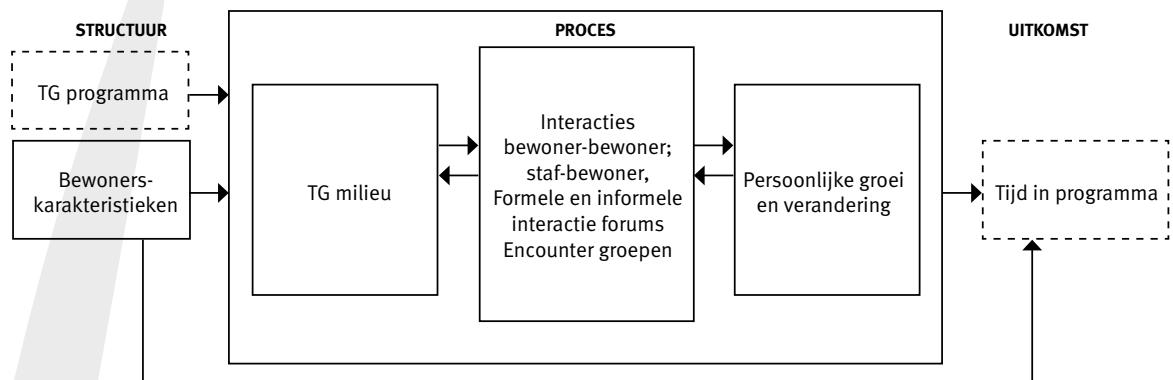 STRUCTUUR
PROCES
UITKOMST
TG programma
Bewoners-
karakteristieken
TG milieu
Interacties
bewoner-bewoner;
staf-bewoner,
Formele en informele
interactie forums
Encounter groepen
Persoonlijke groei
en verandering
Tijd in programma